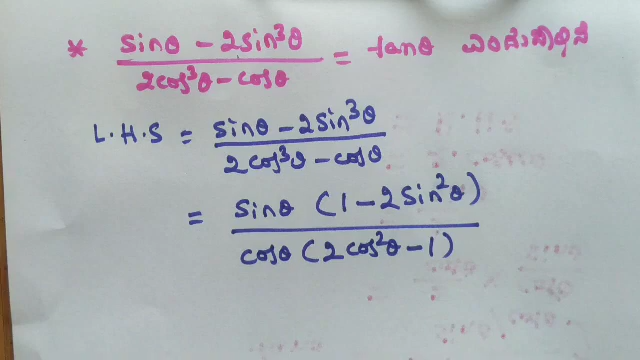 * sinθ - 2sin³θ / 2cos³θ - cosθ = tanθ ಎಂದು ಸಾಧಿಸಿ
L.H.S = sinθ - 2sin³θ / 2cos³θ - cosθ
= sinθ (1 - 2sin²θ) / cosθ (2cos²θ - 1)